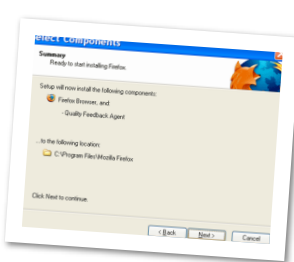 elect Components
Summary
Ready to start installing Firefox.
Setup will now install the following components:
Firefox Browser, and
- Quality Feedback Agent
...to the following location:
C:\Program Files\Mozilla Firefox
Click Next to continue.
< Back
Next >
Cancel